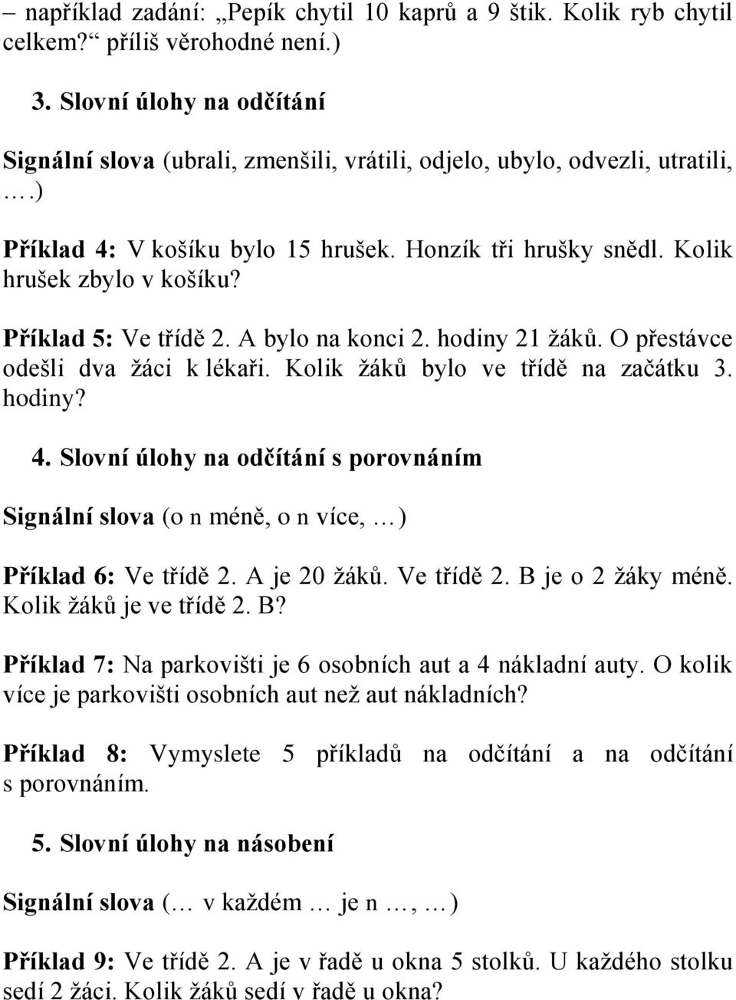 – například zadání: „Pepík chytil 10 kaprů a 9 štik. Kolik ryb chytil
celkem?“ příliš věrohodné není.)
3. Slovní úlohy na odčítání
Signální slova (ubrali, zmenšili, vrátili, odjelo, ubylo, odvezli, utratili,
….)
Příklad 4: V košíku bylo 15 hrušek. Honzík tři hrušky snědl. Kolik
hrušek zbylo v košíku?
Příklad 5: Ve třídě 2. A bylo na konci 2. hodiny 21 žáků. O přestávce
odešli dva žáci k lékaři. Kolik žáků bylo ve třídě na začátku 3.
hodiny?
4. Slovní úlohy na odčítání s porovnáním
Signální slova (o n méně, o n více, …)
Příklad 6: Ve třídě 2. A je 20 žáků. Ve třídě 2. B je o 2 žáky méně.
Kolik žáků je ve třídě 2. B?
Příklad 7: Na parkovišti je 6 osobních aut a 4 nákladní auty. O kolik
více je parkovišti osobních aut než aut nákladních?
Příklad 8: Vymyslete 5 příkladů na odčítání a na odčítání
s porovnáním.
5. Slovní úlohy na násobení
Signální slova (… v každém … je n …, …)
Příklad 9: Ve třídě 2. A je v řadě u okna 5 stolků. U každého stolku
sedí 2 žáci. Kolik žáků sedí v řadě u okna?